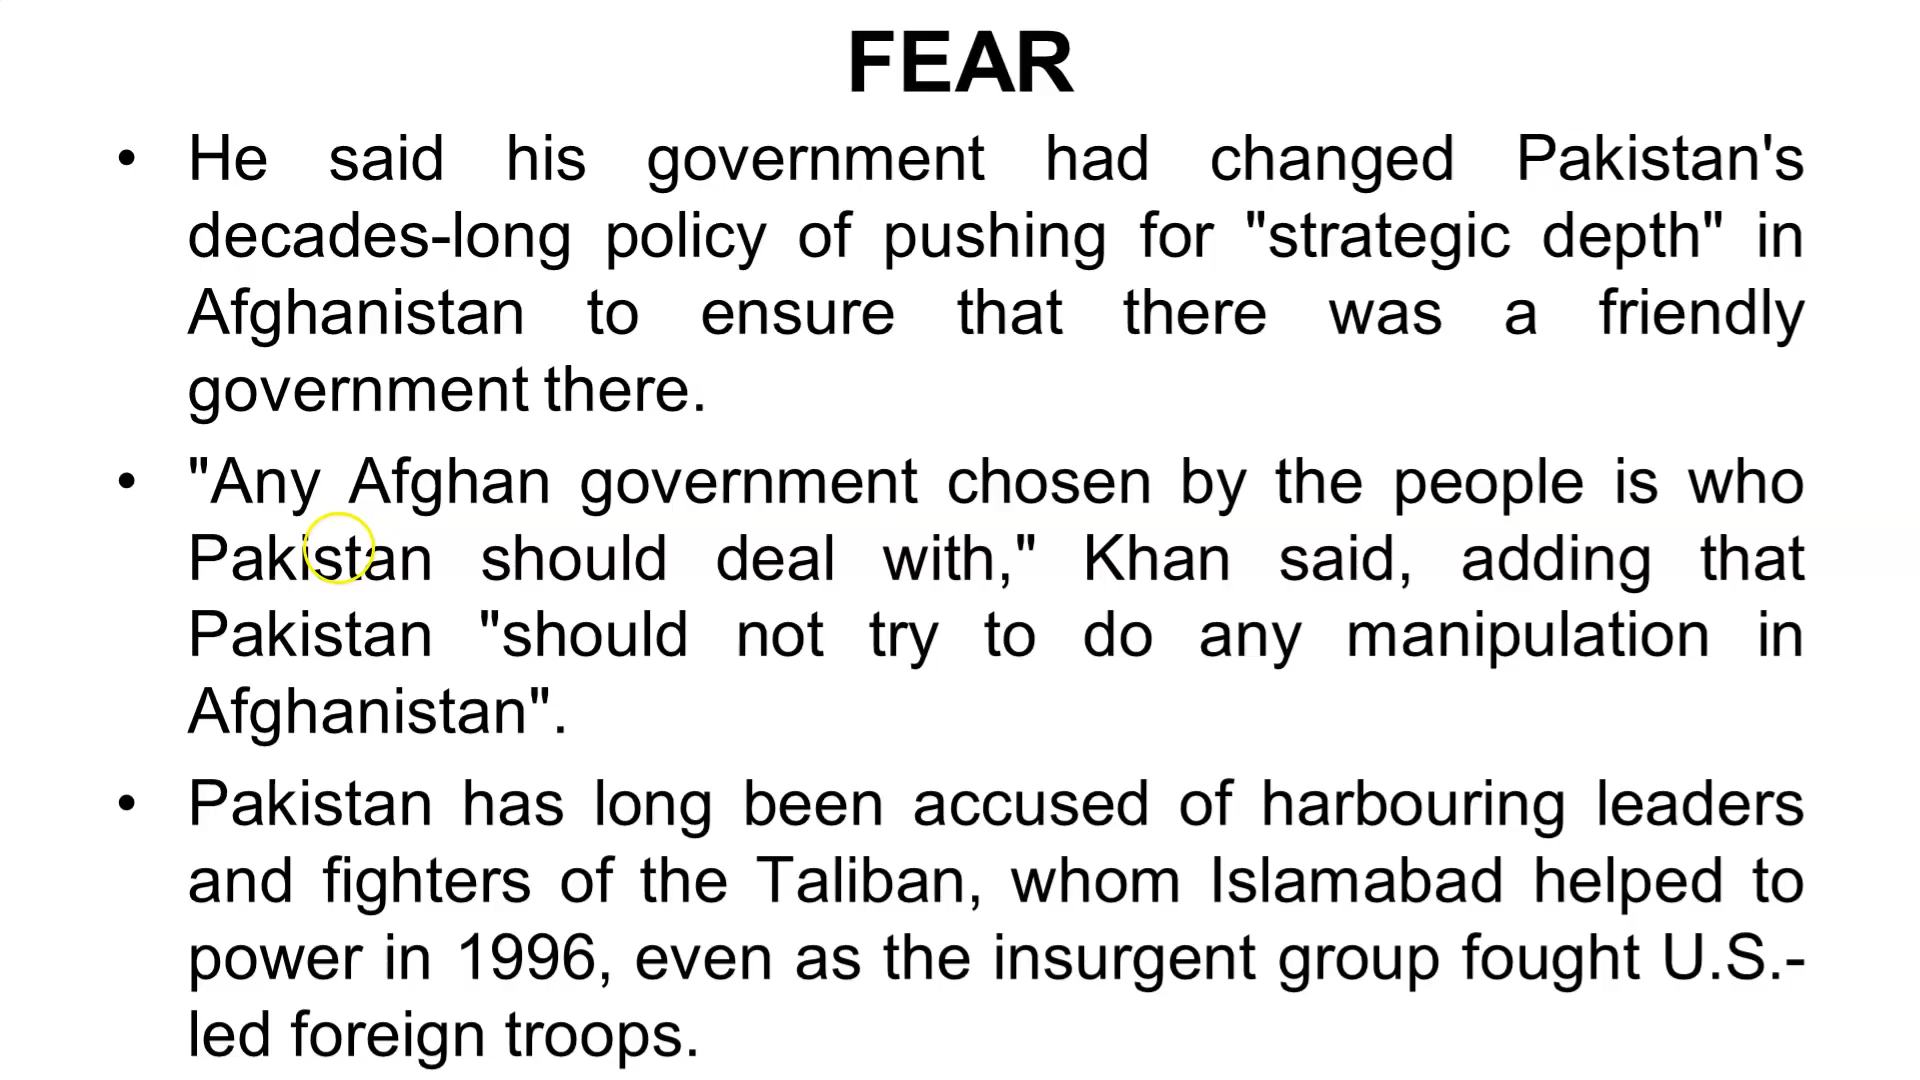 FEAR
• He said his government had changed Pakistan's
decades-long policy of pushing for "strategic depth" in
Afghanistan to ensure that there was a friendly
government there.
• "Any Afghan government chosen by the people is who
Pakistan should deal with," Khan said, adding that
Pakistan "should not try to do any manipulation in
Afghanistan".
• Pakistan has long been accused of harbouring leaders
and fighters of the Taliban, whom Islamabad helped to
power in 1996, even as the insurgent group fought U.S.-
led foreign troops.